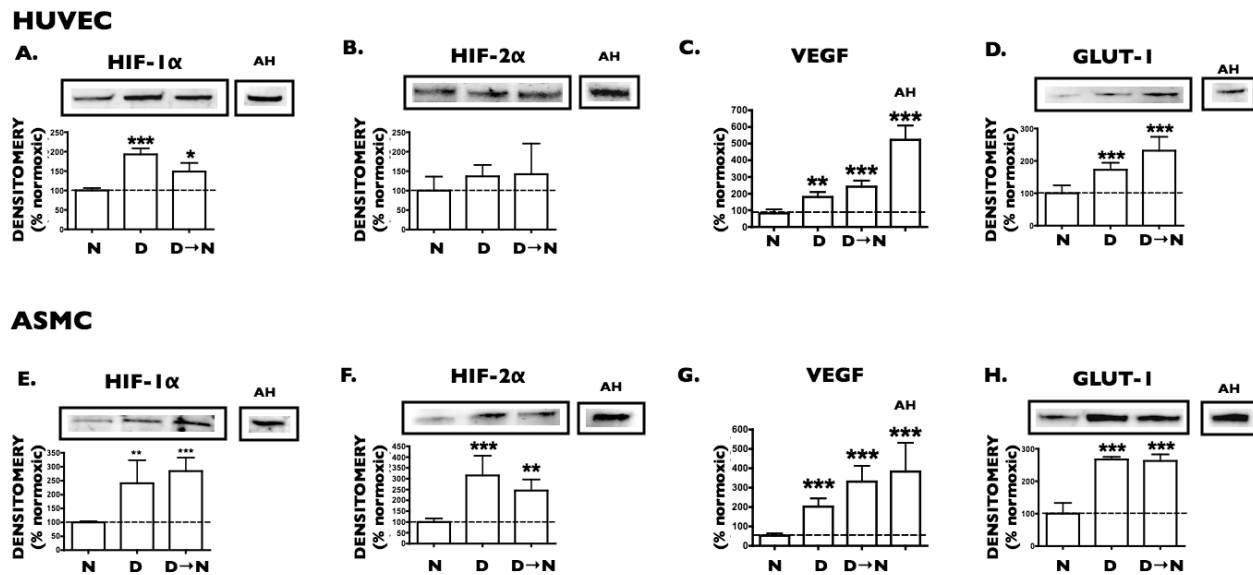 HUVEC
A. HIF-1α AH
DENSITOMERY
(% normoxic)
250
200
150
100
50
0
*** *
N D D→N
B. HIF-2α AH
DENSITOMERY
(% normoxic)
250
200
150
100
50
0
N D D→N
C. VEGF
AH
(% normoxic)
700
600
500
400
300
200
100
0
** *** ***
N D D→N
D. GLUT-1 AH
DENSITOMERY
(% normoxic)
300
200
100
0
*** ***
N D D→N
ASMC
E. HIF-1α AH
DENSITOMERY
(% normoxic)
350
300
250
200
150
100
50
0
** ***
N D D→N
F. HIF-2α AH
DENSITOMERY
(% normoxic)
450
400
350
300
250
200
150
100
50
0
*** **
N D D→N
G. VEGF
AH
(% normoxic)
600
500
400
300
200
100
0
*** *** ***
N D D→N
H. GLUT-1 AH
DENSITOMERY
(% normoxic)
300
200
100
0
*** ***
N D D→N